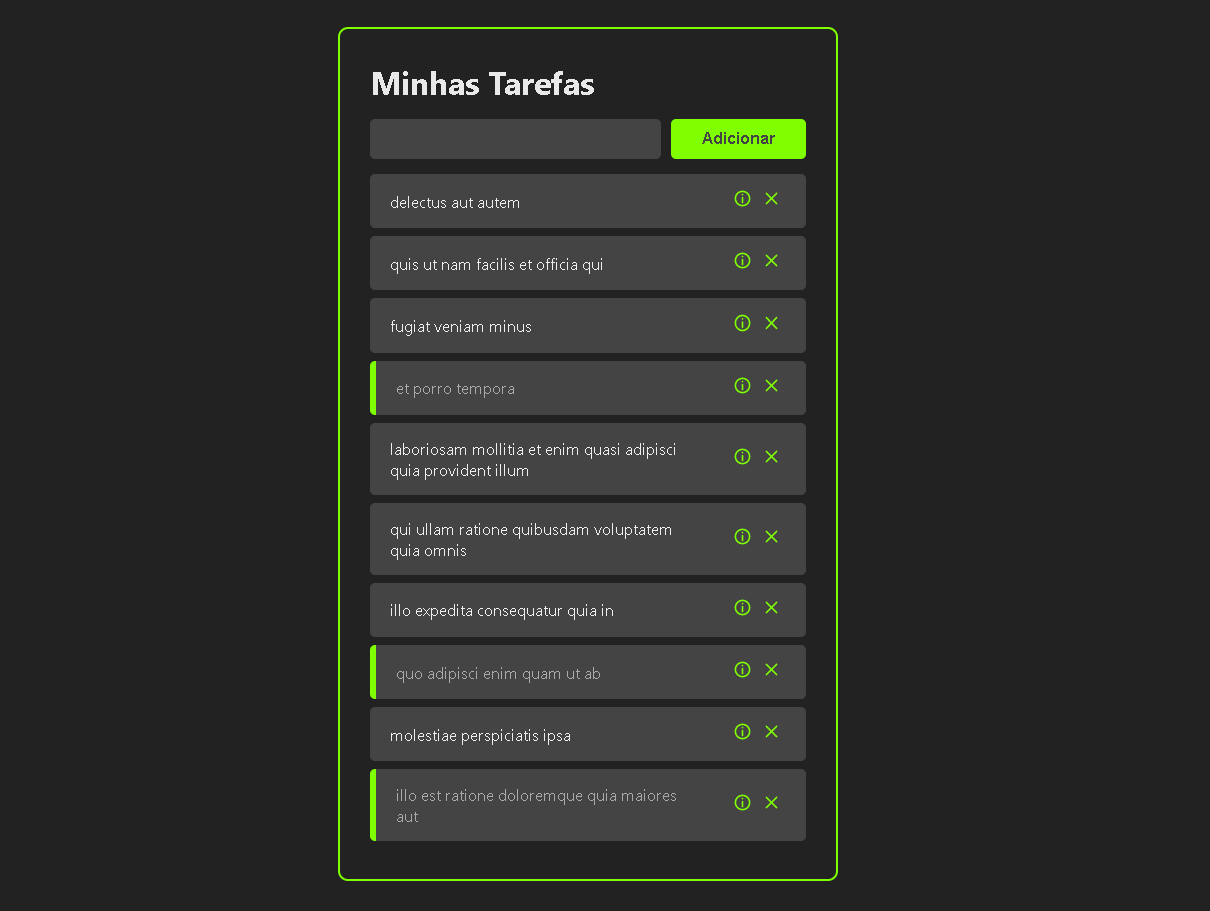 Minhas Tarefas
Adicionar
delectus aut autem
quis ut nam facilis et officia qui
fugiat veniam minus
et porro tempora
laboriosam mollitia et enim quasi adipisci
quia provident illum
qui ullam ratione quibusdam voluptatem
quia omnis
illo expedita consequatur quia in
quo adipisci enim quam ut ab
molestiae perspiciatis ipsa
illo est ratione doloremque quia maiores
aut